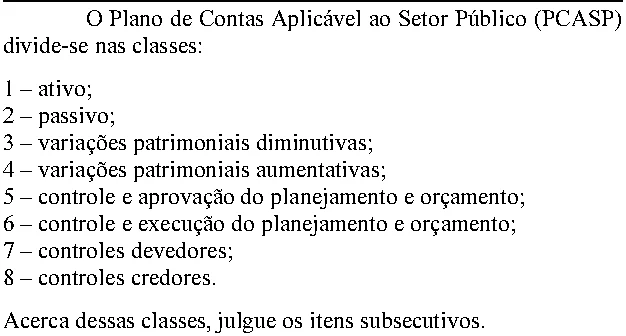 O Plano de Contas Aplicável ao Setor Público (PCASP)
divide-se nas classes:
1 – ativo;
2 – passivo;
3 – variações patrimoniais diminutivas;
4 – variações patrimoniais aumentativas;
5 – controle e aprovação do planejamento e orçamento;
6 – controle e execução do planejamento e orçamento;
7 – controles devedores;
8 – controles credores.
Acerca dessas classes, julgue os itens subsecutivos.